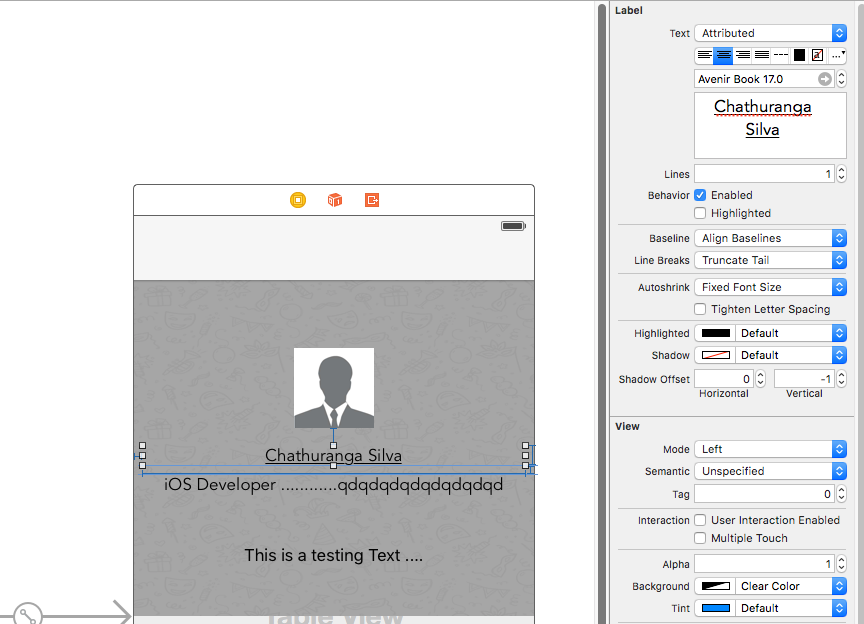 Label
Text Attributed
...
Avenir Book 17.0
Chathuranga
Silva
Lines 1
Behavior Enabled
Highlighted
Baseline Align Baselines
Line Breaks Truncate Tail
Autoshrink Fixed Font Size
Tighten Letter Spacing
Highlighted Default
Shadow Default
Shadow Offset 0 -1
Horizontal Vertical
View
Mode Left
Semantic Unspecified
Tag 0
Interaction User Interaction Enabled
Multiple Touch
Alpha 1
Background Clear Color
Tint Default
Chathuranga Silva
iOS Developer ............qdqdqdqdqdqdqdqd
This is a testing Text ....
Table View